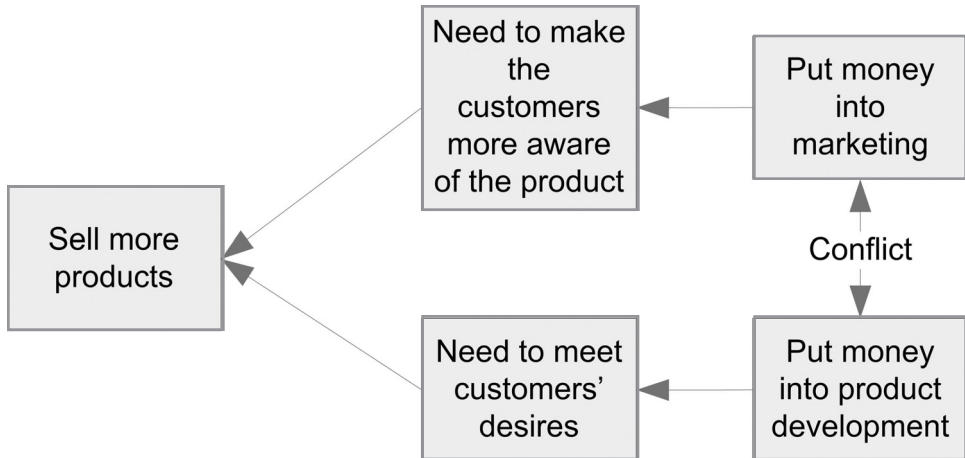 Need to make
the
customers
more aware
of the product
Put money
into
marketing
Sell more
products
Conflict
Need to meet
customers’
desires
Put money
into product
development